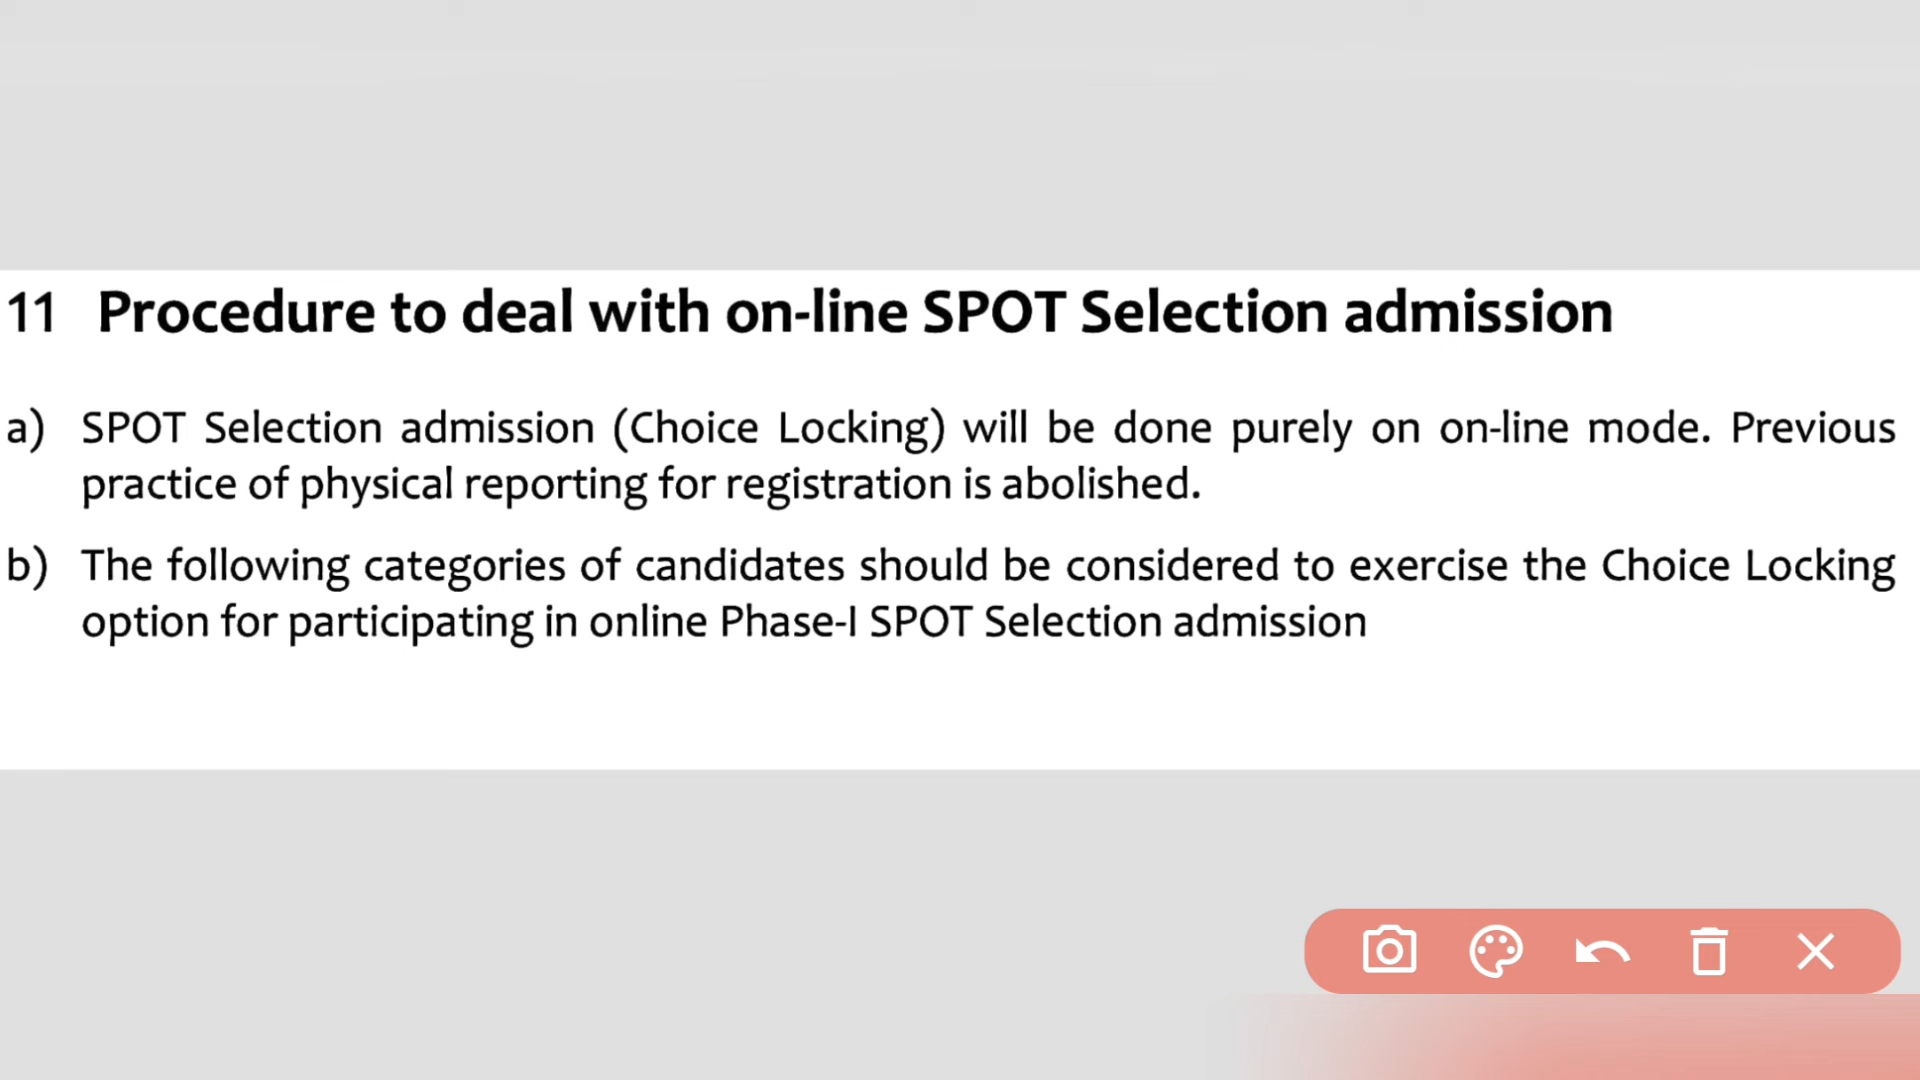 11 Procedure to deal with on-line SPOT Selection admission
a) SPOT Selection admission (Choice Locking) will be done purely on on-line mode. Previous
practice of physical reporting for registration is abolished.
b) The following categories of candidates should be considered to exercise the Choice Locking
option for participating in online Phase-I SPOT Selection admission